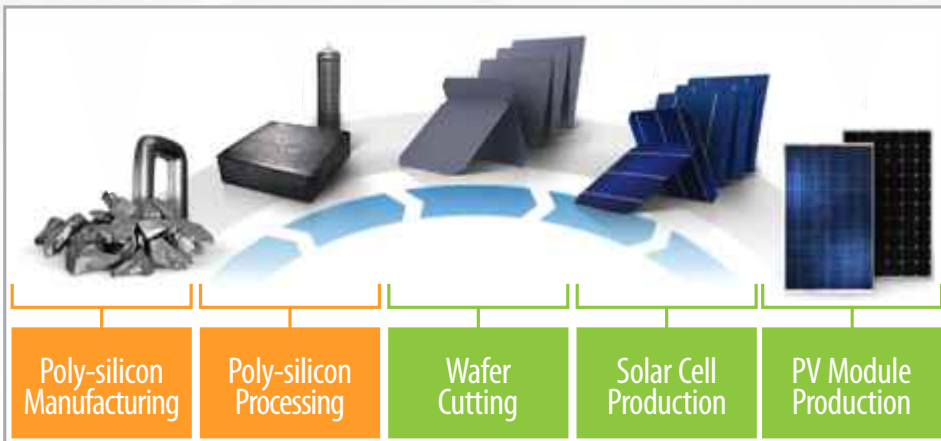 Poly-silicon
Manufacturing
Poly-silicon
Processing
Wafer
Cutting
Solar Cell
Production
PV Module
Production